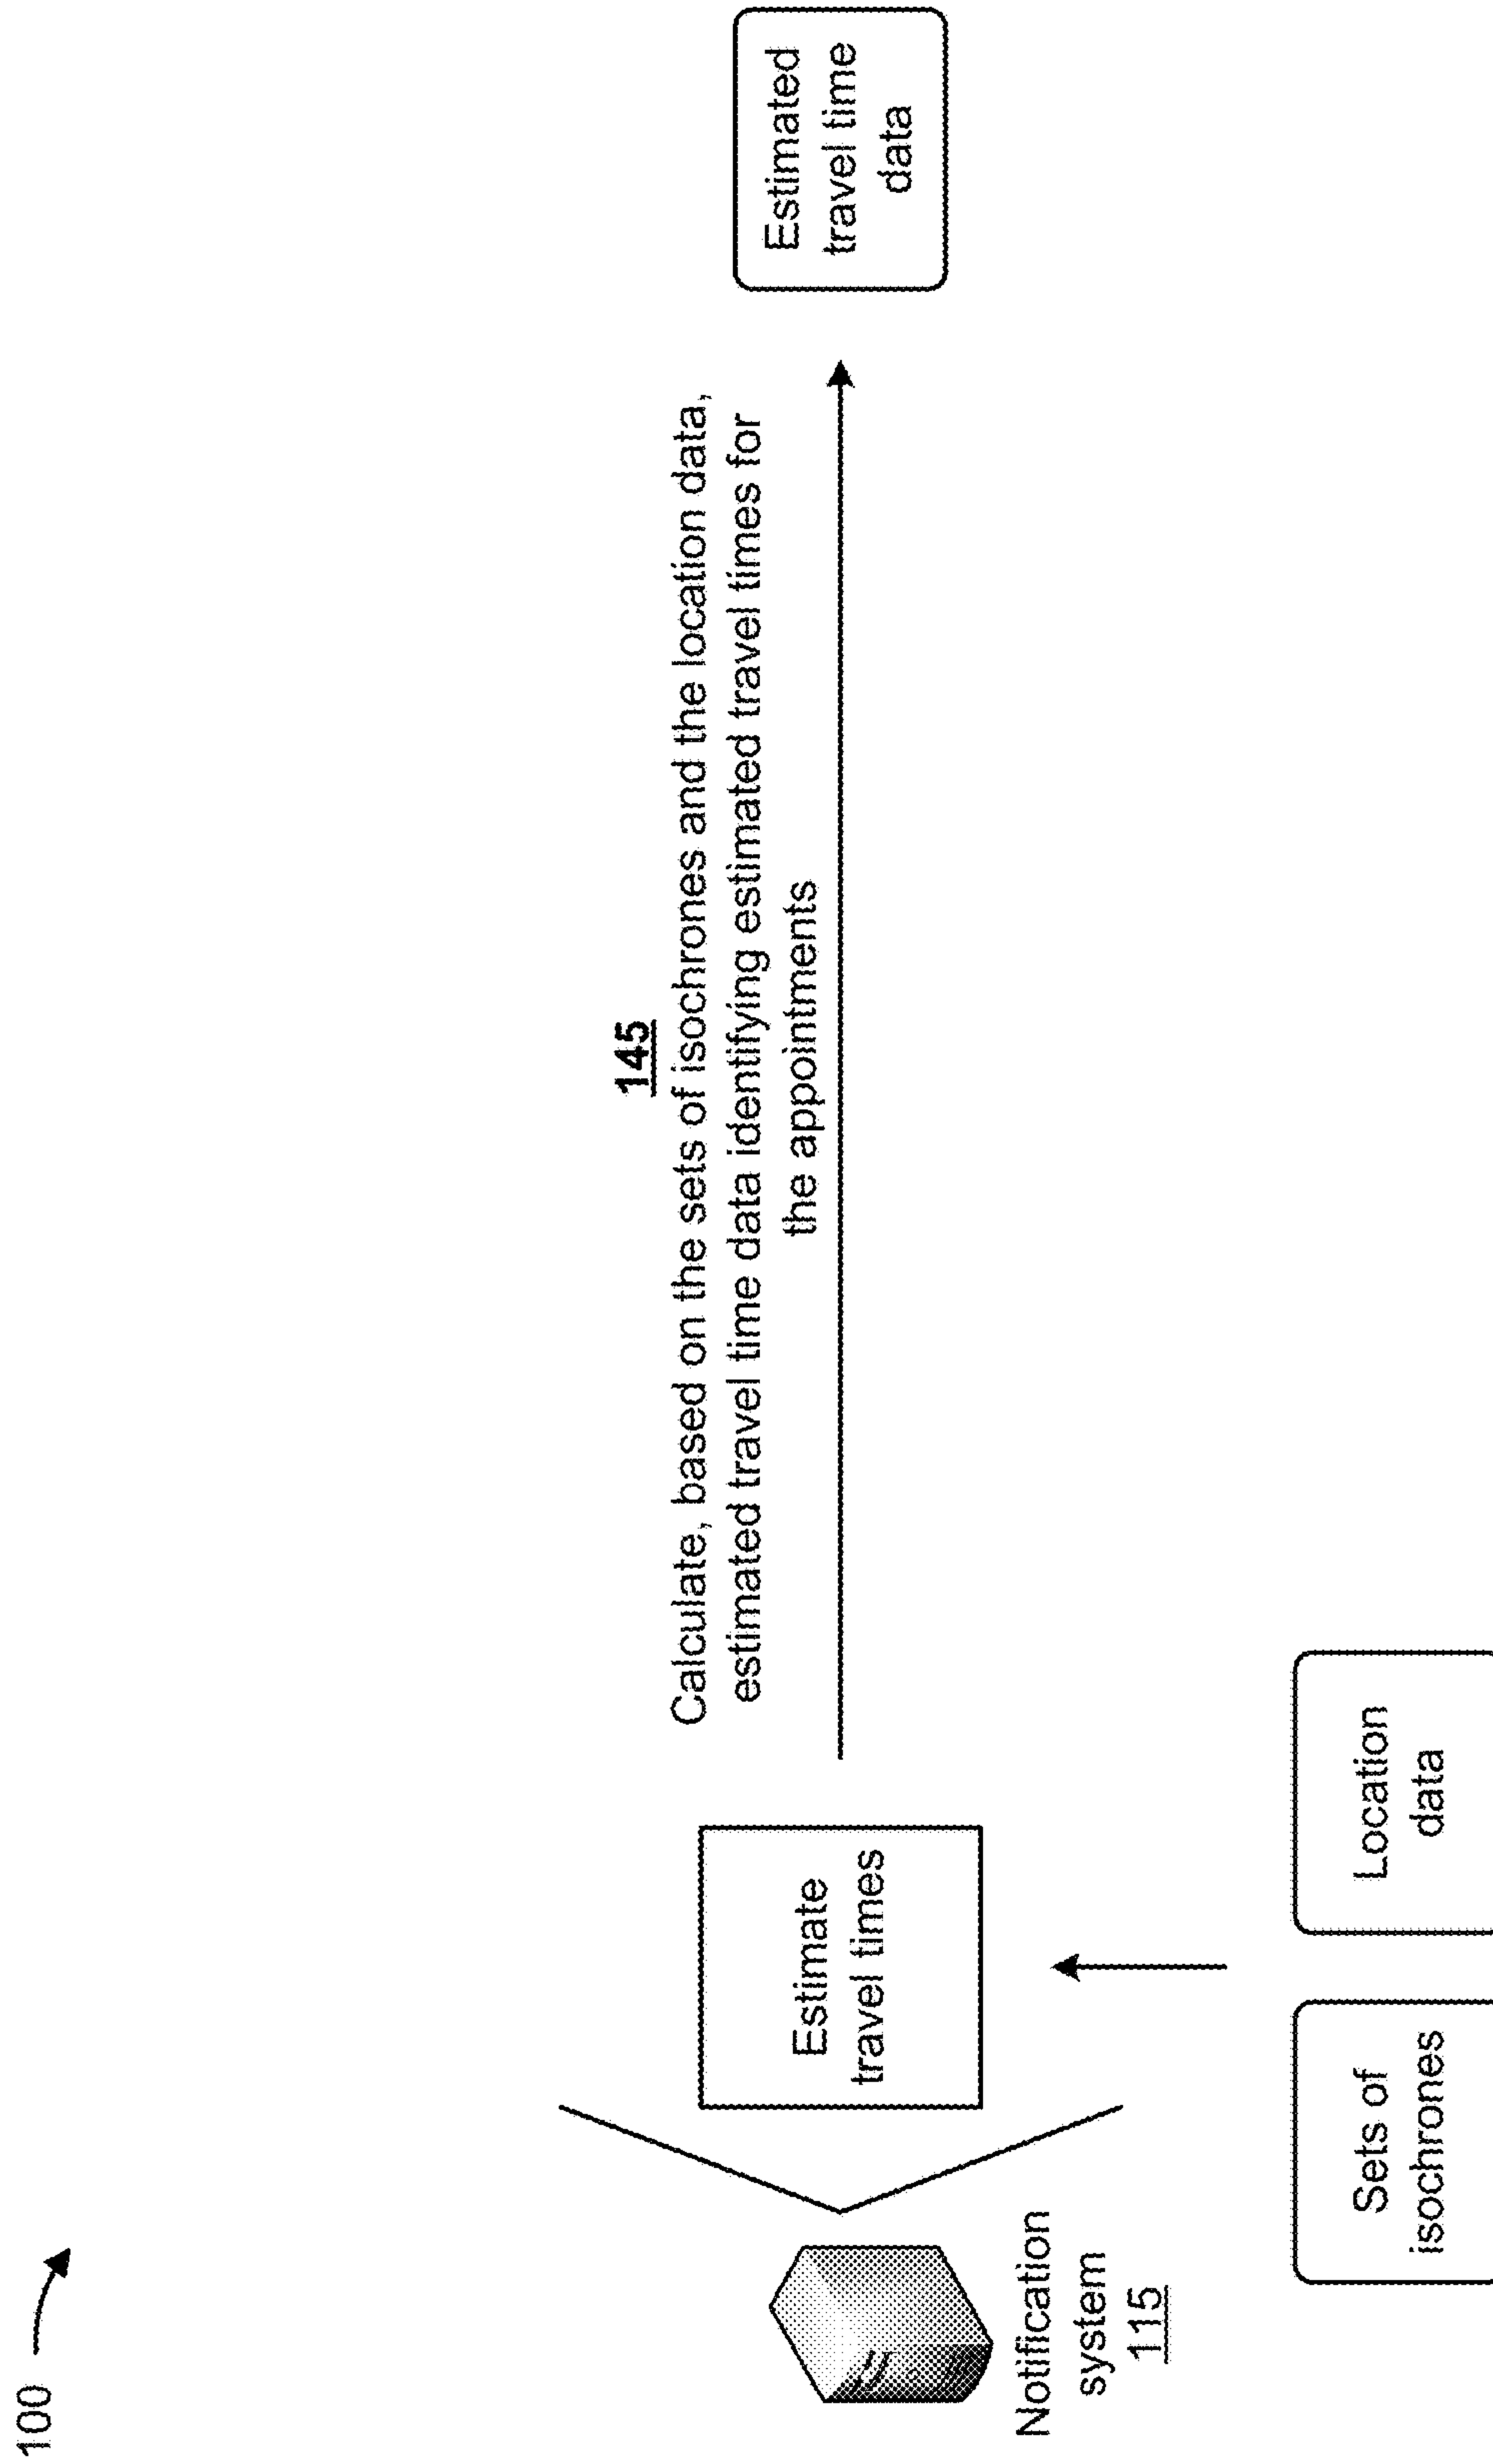 100
145
Calculate, based on the sets of isochrones and the location data,
estimated travel time data identifying estimated travel times for
the appointments
Estimate
travel times
Estimated
travel time
data
Notification
system
115
Sets of
isochrones
Location
data